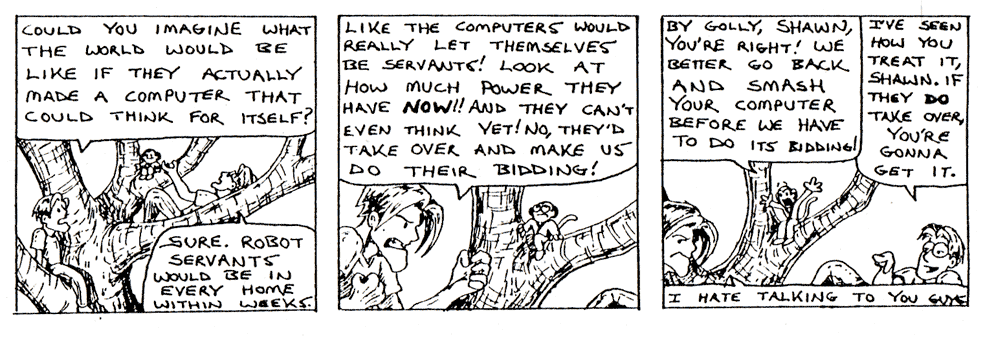 COULD YOU IMAGINE WHAT
THE WORLD WOULD BE
LIKE IF THEY ACTUALLY
MADE A COMPUTER THAT
COULD THINK FOR ITSELF?
SURE. ROBOT
SERVANTS
WOULD BE IN
EVERY HOME
WITHIN WEEKS.
LIKE THE COMPUTERS WOULD
REALLY LET THEMSELVES
BE SERVANTS! LOOK AT
HOW MUCH POWER THEY
HAVE NOW!! AND THEY CAN'T
EVEN THINK YET! NO, THEY'D
TAKE OVER AND MAKE US
DO THEIR BIDDING!
BY GOLLY, SHAWN,
YOU'RE RIGHT! WE
BETTER GO BACK
AND SMASH
YOUR COMPUTER
BEFORE WE HAVE
TO DO ITS BIDDING!
I'VE SEEN
HOW YOU
TREAT IT,
SHAWN. IF
THEY DO
TAKE OVER,
YOU'RE
GONNA
GET IT.
I HATE TALKING TO YOU GUYS